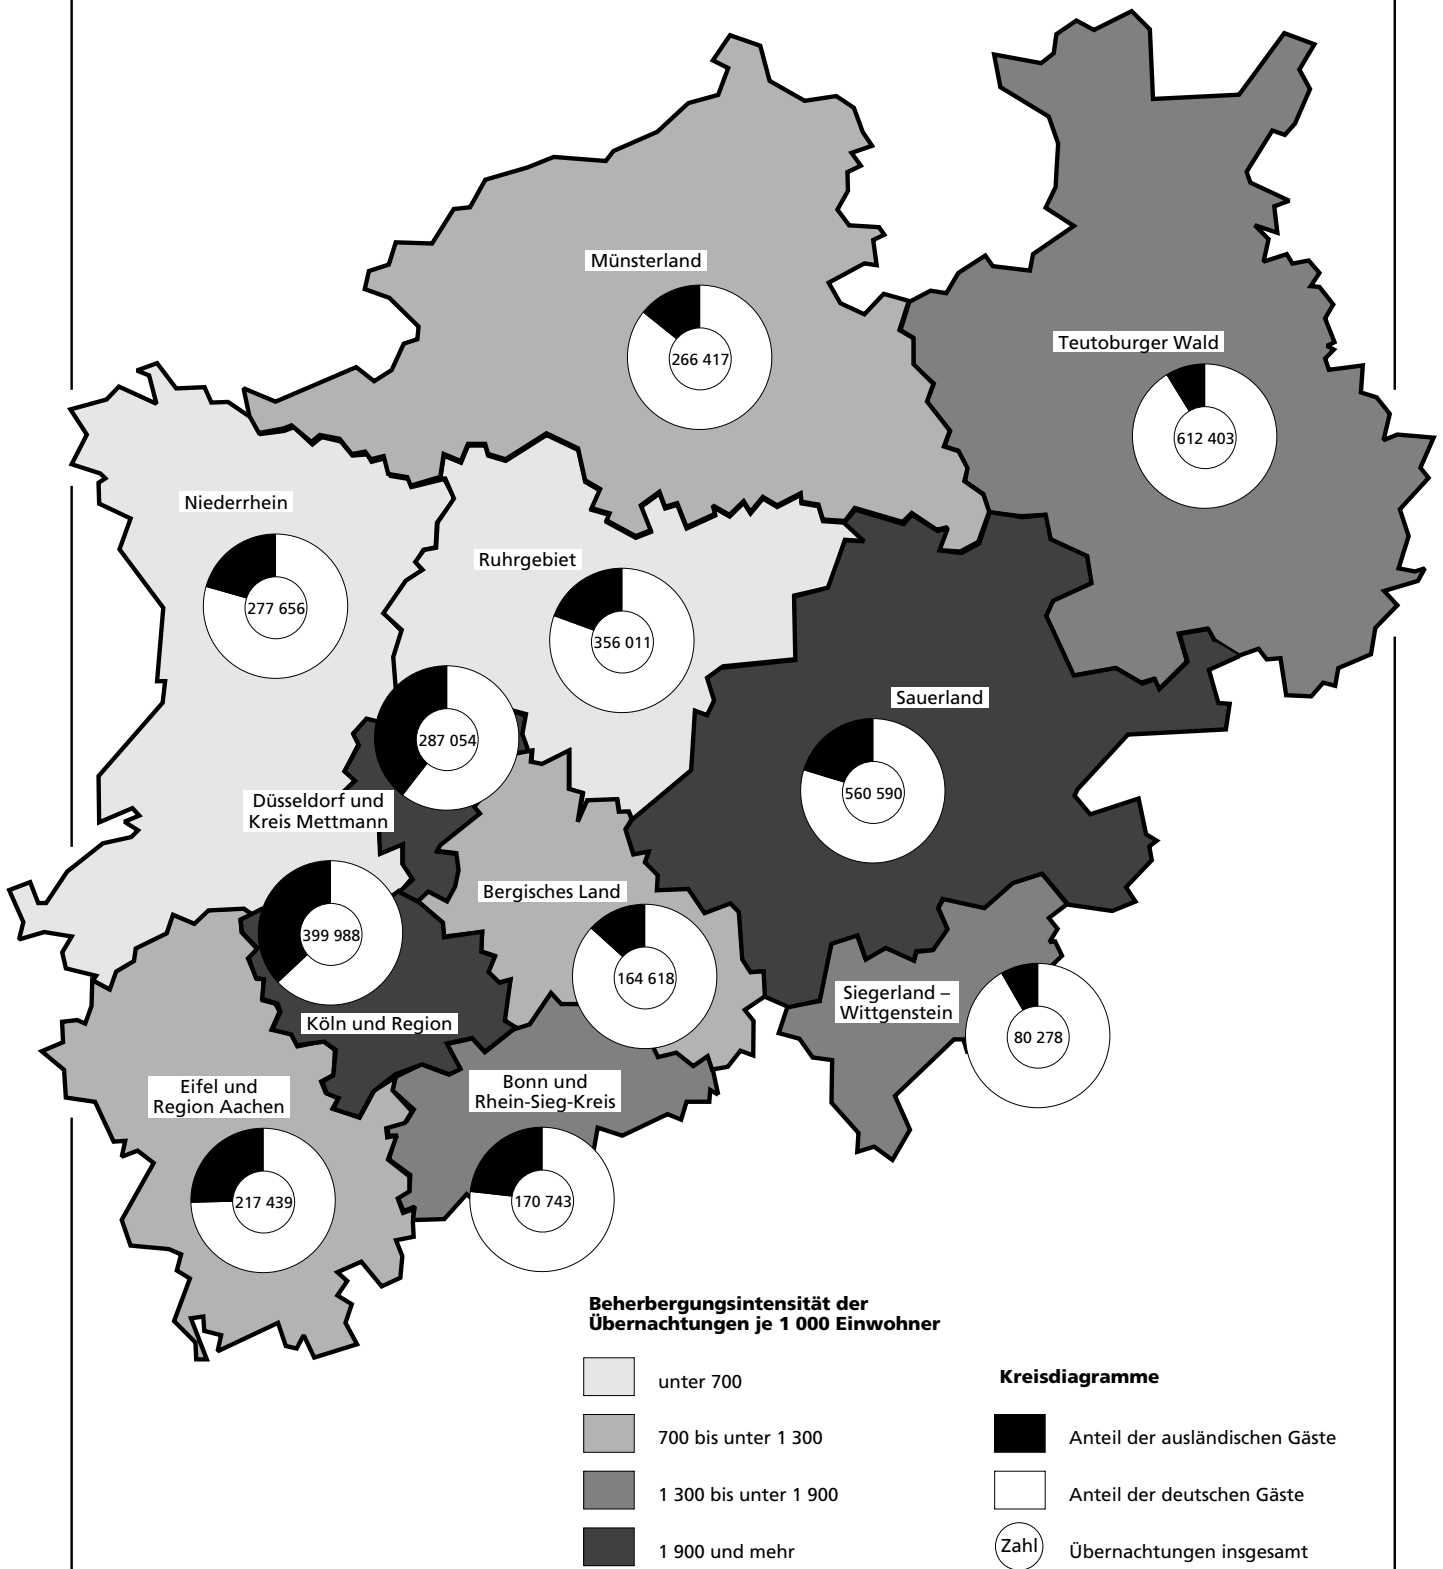 Münsterland
266 417
Teutoburger Wald
612 403
Niederrhein
277 656
Ruhrgebiet
356 011
Sauerland
560 590
287 054
Düsseldorf und
Kreis Mettmann
Bergisches Land
164 618
399 988
Köln und Region
Siegerland –
Wittgenstein
80 278
Eifel und
Region Aachen
217 439
Bonn und
Rhein-Sieg-Kreis
170 743
Beherbergungsintensität der
Übernachtungen je 1 000 Einwohner
unter 700
700 bis unter 1 300
1 300 bis unter 1 900
1 900 und mehr
Kreisdiagramme
Anteil der ausländischen Gäste
Anteil der deutschen Gäste
Zahl
Übernachtungen insgesamt